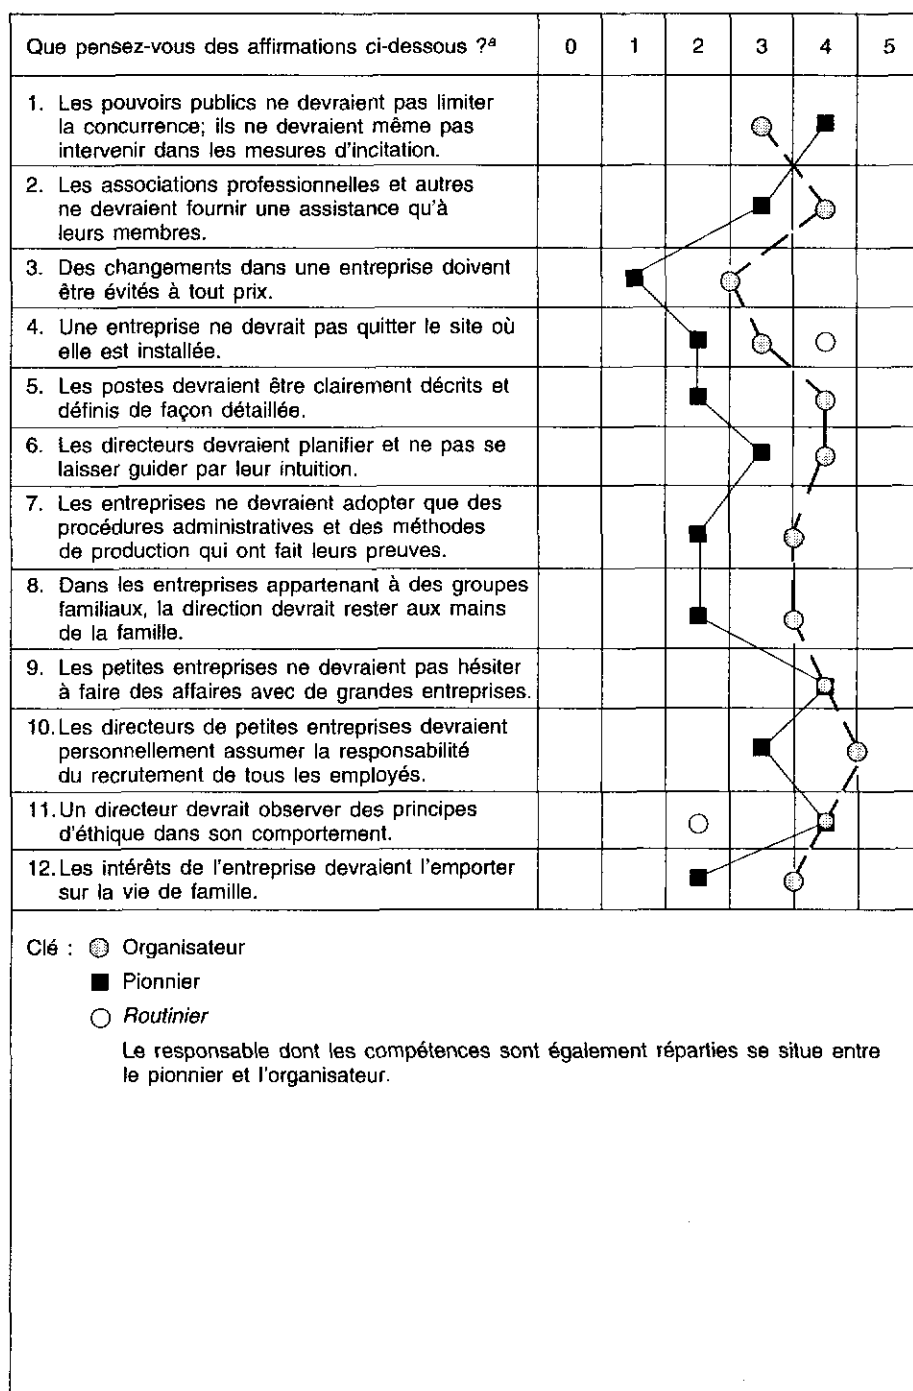 Que pensez-vous des affirmations ci-dessous ?a 0 1 2 3 4 5
1. Les pouvoirs publics ne devraient pas limiter
la concurrence; ils ne devraient même pas
intervenir dans les mesures d'incitation.
2. Les associations professionnelles et autres
ne devraient fournir une assistance qu'à
leurs membres.
3. Des changements dans une entreprise doivent
être évités à tout prix.
4. Une entreprise ne devrait pas quitter le site où
elle est installée.
5. Les postes devraient être clairement décrits et
définis de façon détaillée.
6. Les directeurs devraient planifier et ne pas se
laisser guider par leur intuition.
7. Les entreprises ne devraient adopter que des
procédures administratives et des méthodes
de production qui ont fait leurs preuves.
8. Dans les entreprises appartenant à des groupes
familiaux, la direction devrait rester aux mains
de la famille.
9. Les petites entreprises ne devraient pas hésiter
à faire des affaires avec de grandes entreprises.
10. Les directeurs de petites entreprises devraient
personnellement assumer la responsabilité
du recrutement de tous les employés.
11. Un directeur devrait observer des principes
d'éthique dans son comportement.
12. Les intérêts de l'entreprise devraient l'emporter
sur la vie de famille.
Clé : Organisateur
Pionnier
Routinier
Le responsable dont les compétences sont également réparties se situe entre
le pionnier et l'organisateur.